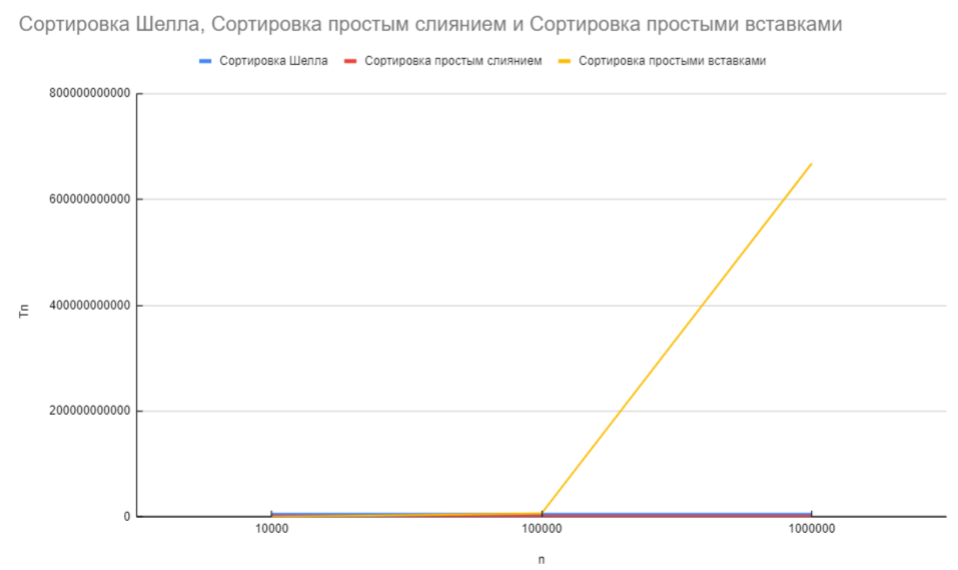 Сортировка Шелла, Сортировка простым слиянием и Сортировка простыми вставками
Сортировка Шелла Сортировка простым слиянием Сортировка простыми вставками
800000000000
600000000000
400000000000
200000000000
0
Tn
10000 100000 1000000
n